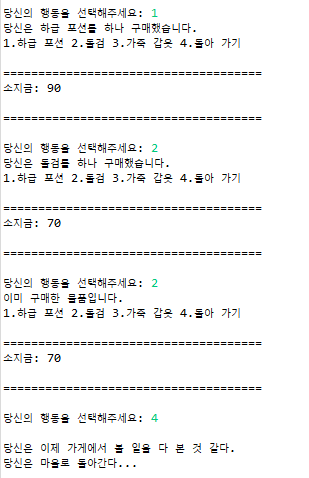 당신의 행동을 선택해주세요: 1
당신은 하급 포션를 하나 구매했습니다.
1.하급 포션 2.돌검 3.가죽 갑옷 4.돌아 가기
=====================================
소지금: 90
=====================================
당신의 행동을 선택해주세요: 2
당신은 돌검를 하나 구매했습니다.
1.하급 포션 2.돌검 3.가죽 갑옷 4.돌아 가기
=====================================
소지금: 70
=====================================
당신의 행동을 선택해주세요: 2
이미 구매한 물품입니다.
1.하급 포션 2.돌검 3.가죽 갑옷 4.돌아 가기
=====================================
소지금: 70
=====================================
당신의 행동을 선택해주세요: 4
당신은 이제 가게에서 볼 일을 다 본 것 같다.
당신은 마을로 돌아간다...